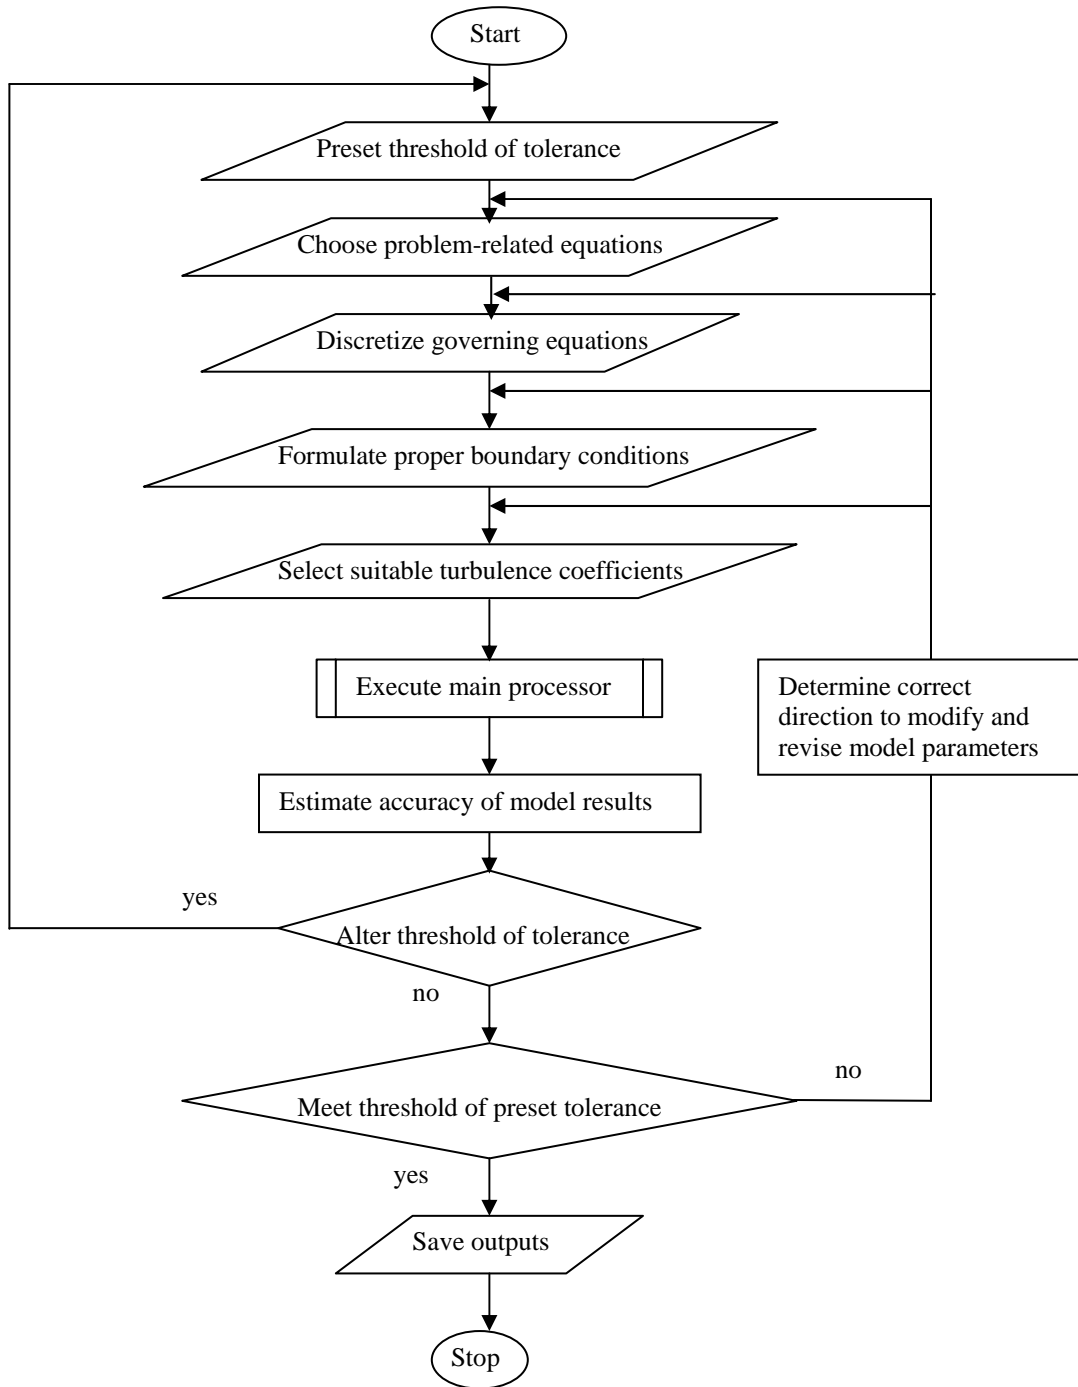 Start
Preset threshold of tolerance
Choose problem-related equations
Discretize governing equations
Formulate proper boundary conditions
Select suitable turbulence coefficients
Execute main processor
Determine correct
direction to modify and
revise model parameters
Estimate accuracy of model results
yes
Alter threshold of tolerance
no
no
Meet threshold of preset tolerance
yes
Save outputs
Stop